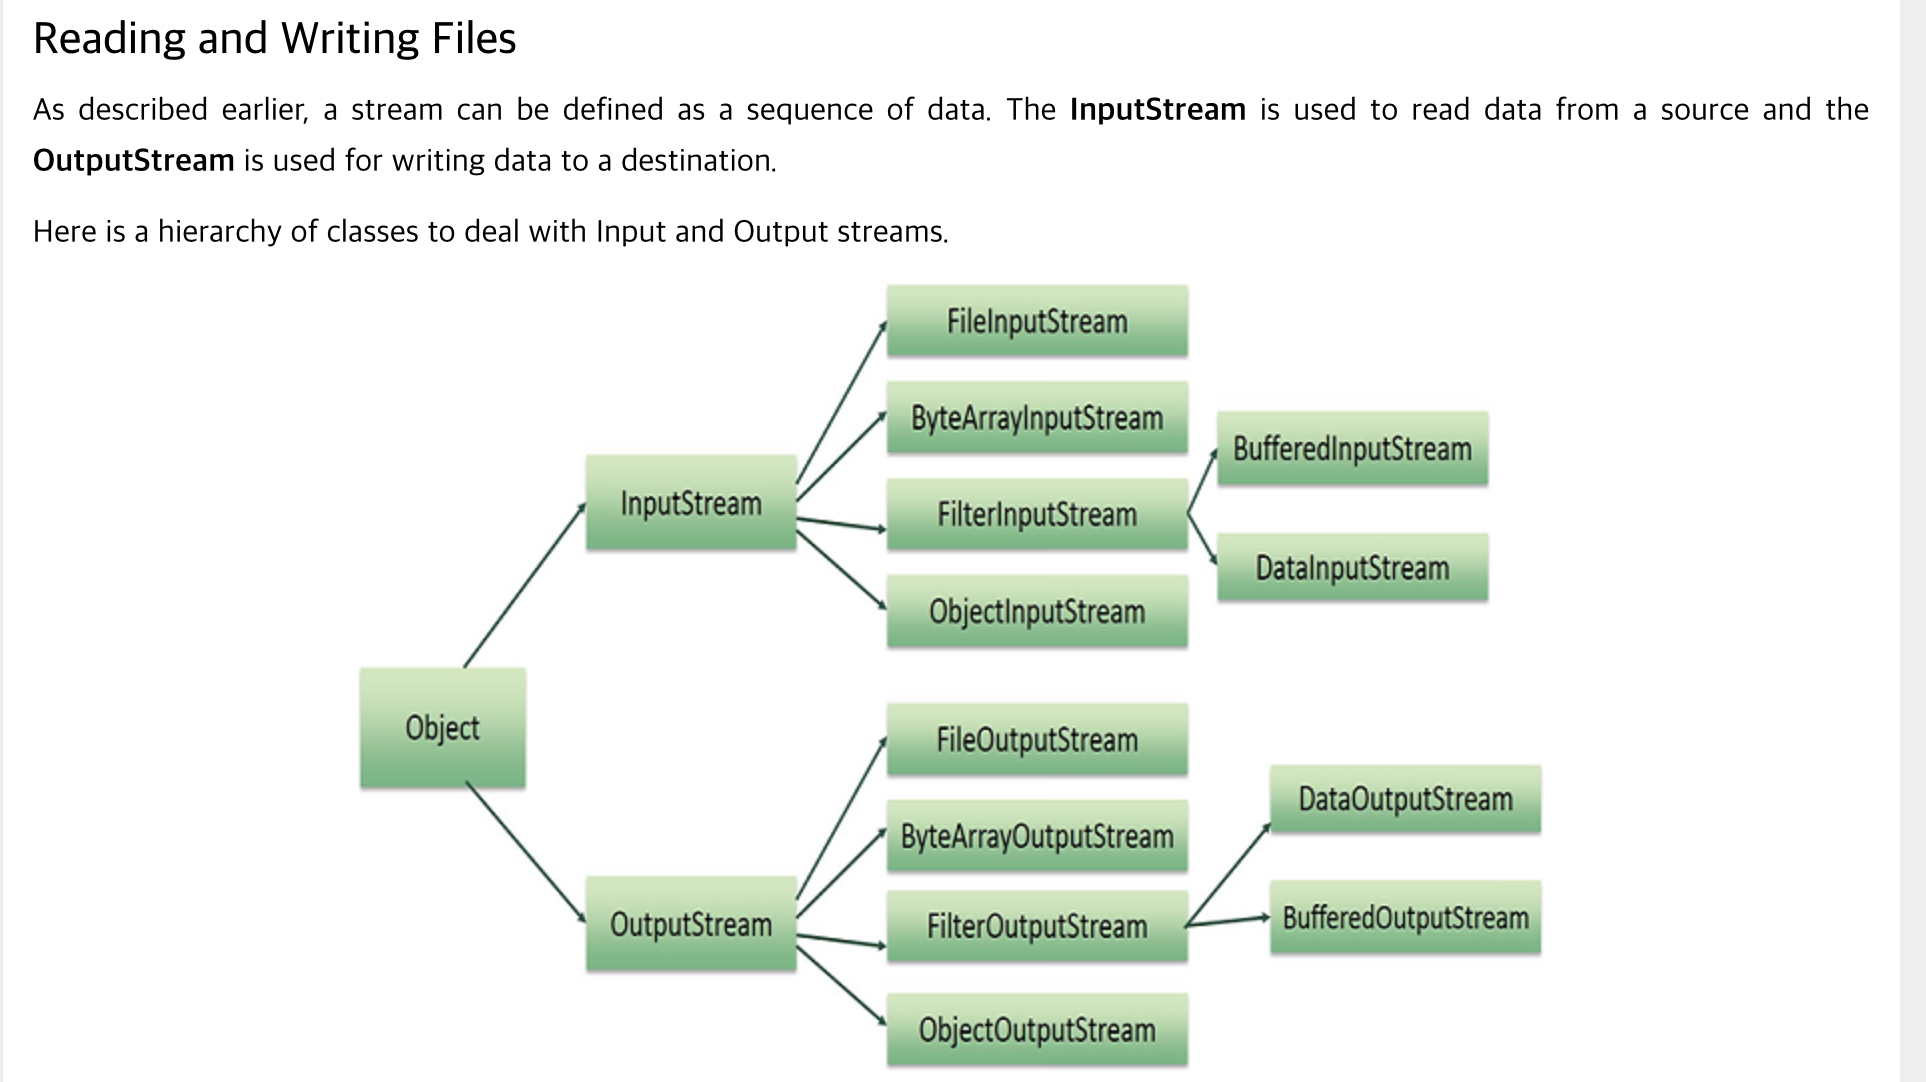 Reading and Writing Files
As described earlier, a stream can be defined as a sequence of data. The InputStream is used to read data from a source and the
OutputStream is used for writing data to a destination.
Here is a hierarchy of classes to deal with Input and Output streams.
FileInputStream
ByteArrayInputStream
BufferedInputStream
InputStream
FilterInputStream
DataInputStream
ObjectInputStream
Object
FileOutputStream
DataOutputStream
ByteArrayOutputStream
BufferedOutputStream
OutputStream
FilterOutputStream
ObjectOutputStream